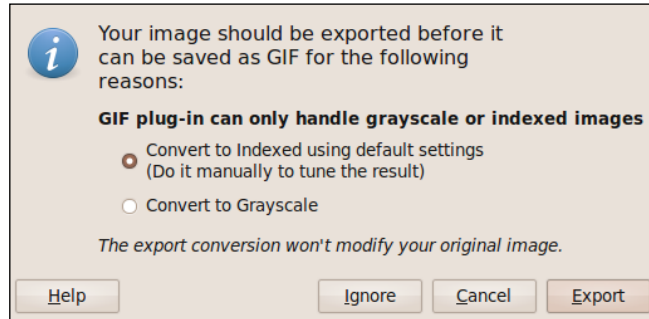 Your image should be exported before it
can be saved as GIF for the following
reasons:
GIF plug-in can only handle grayscale or indexed images
Convert to Indexed using default settings
(Do it manually to tune the result)
Convert to Grayscale
The export conversion won't modify your original image.
Help
Ignore
Cancel
Export